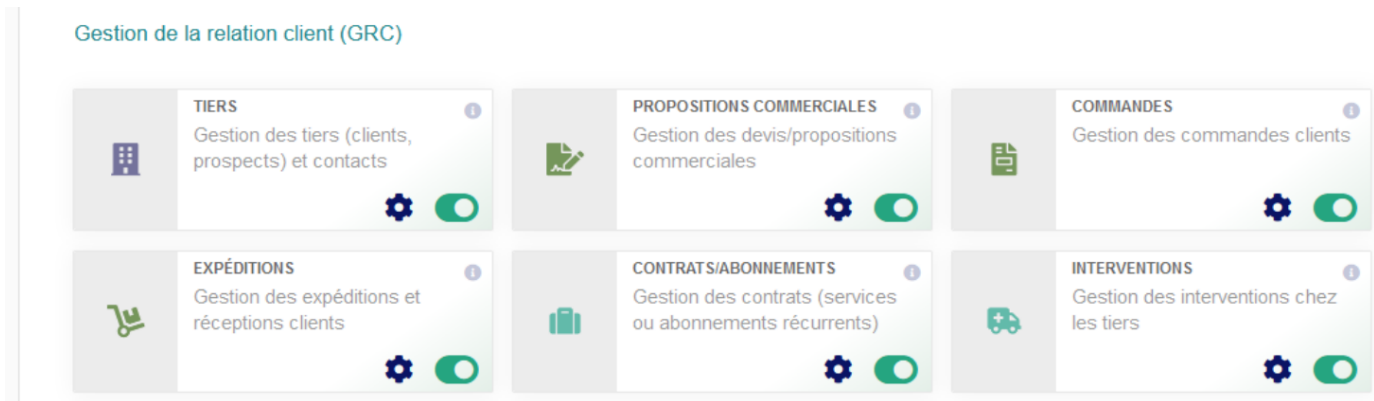 Gestion de la relation client (GRC)
TIERS
Gestion des tiers (clients,
prospects) et contacts
PROPOSITIONS COMMERCIALES
Gestion des devis/propositions
commerciales
COMMANDES
Gestion des commandes clients
EXPÉDITIONS
Gestion des expéditions et
réceptions clients
CONTRATS/ABONNEMENTS
Gestion des contrats (services
ou abonnements récurrents)
INTERVENTIONS
Gestion des interventions chez
les tiers